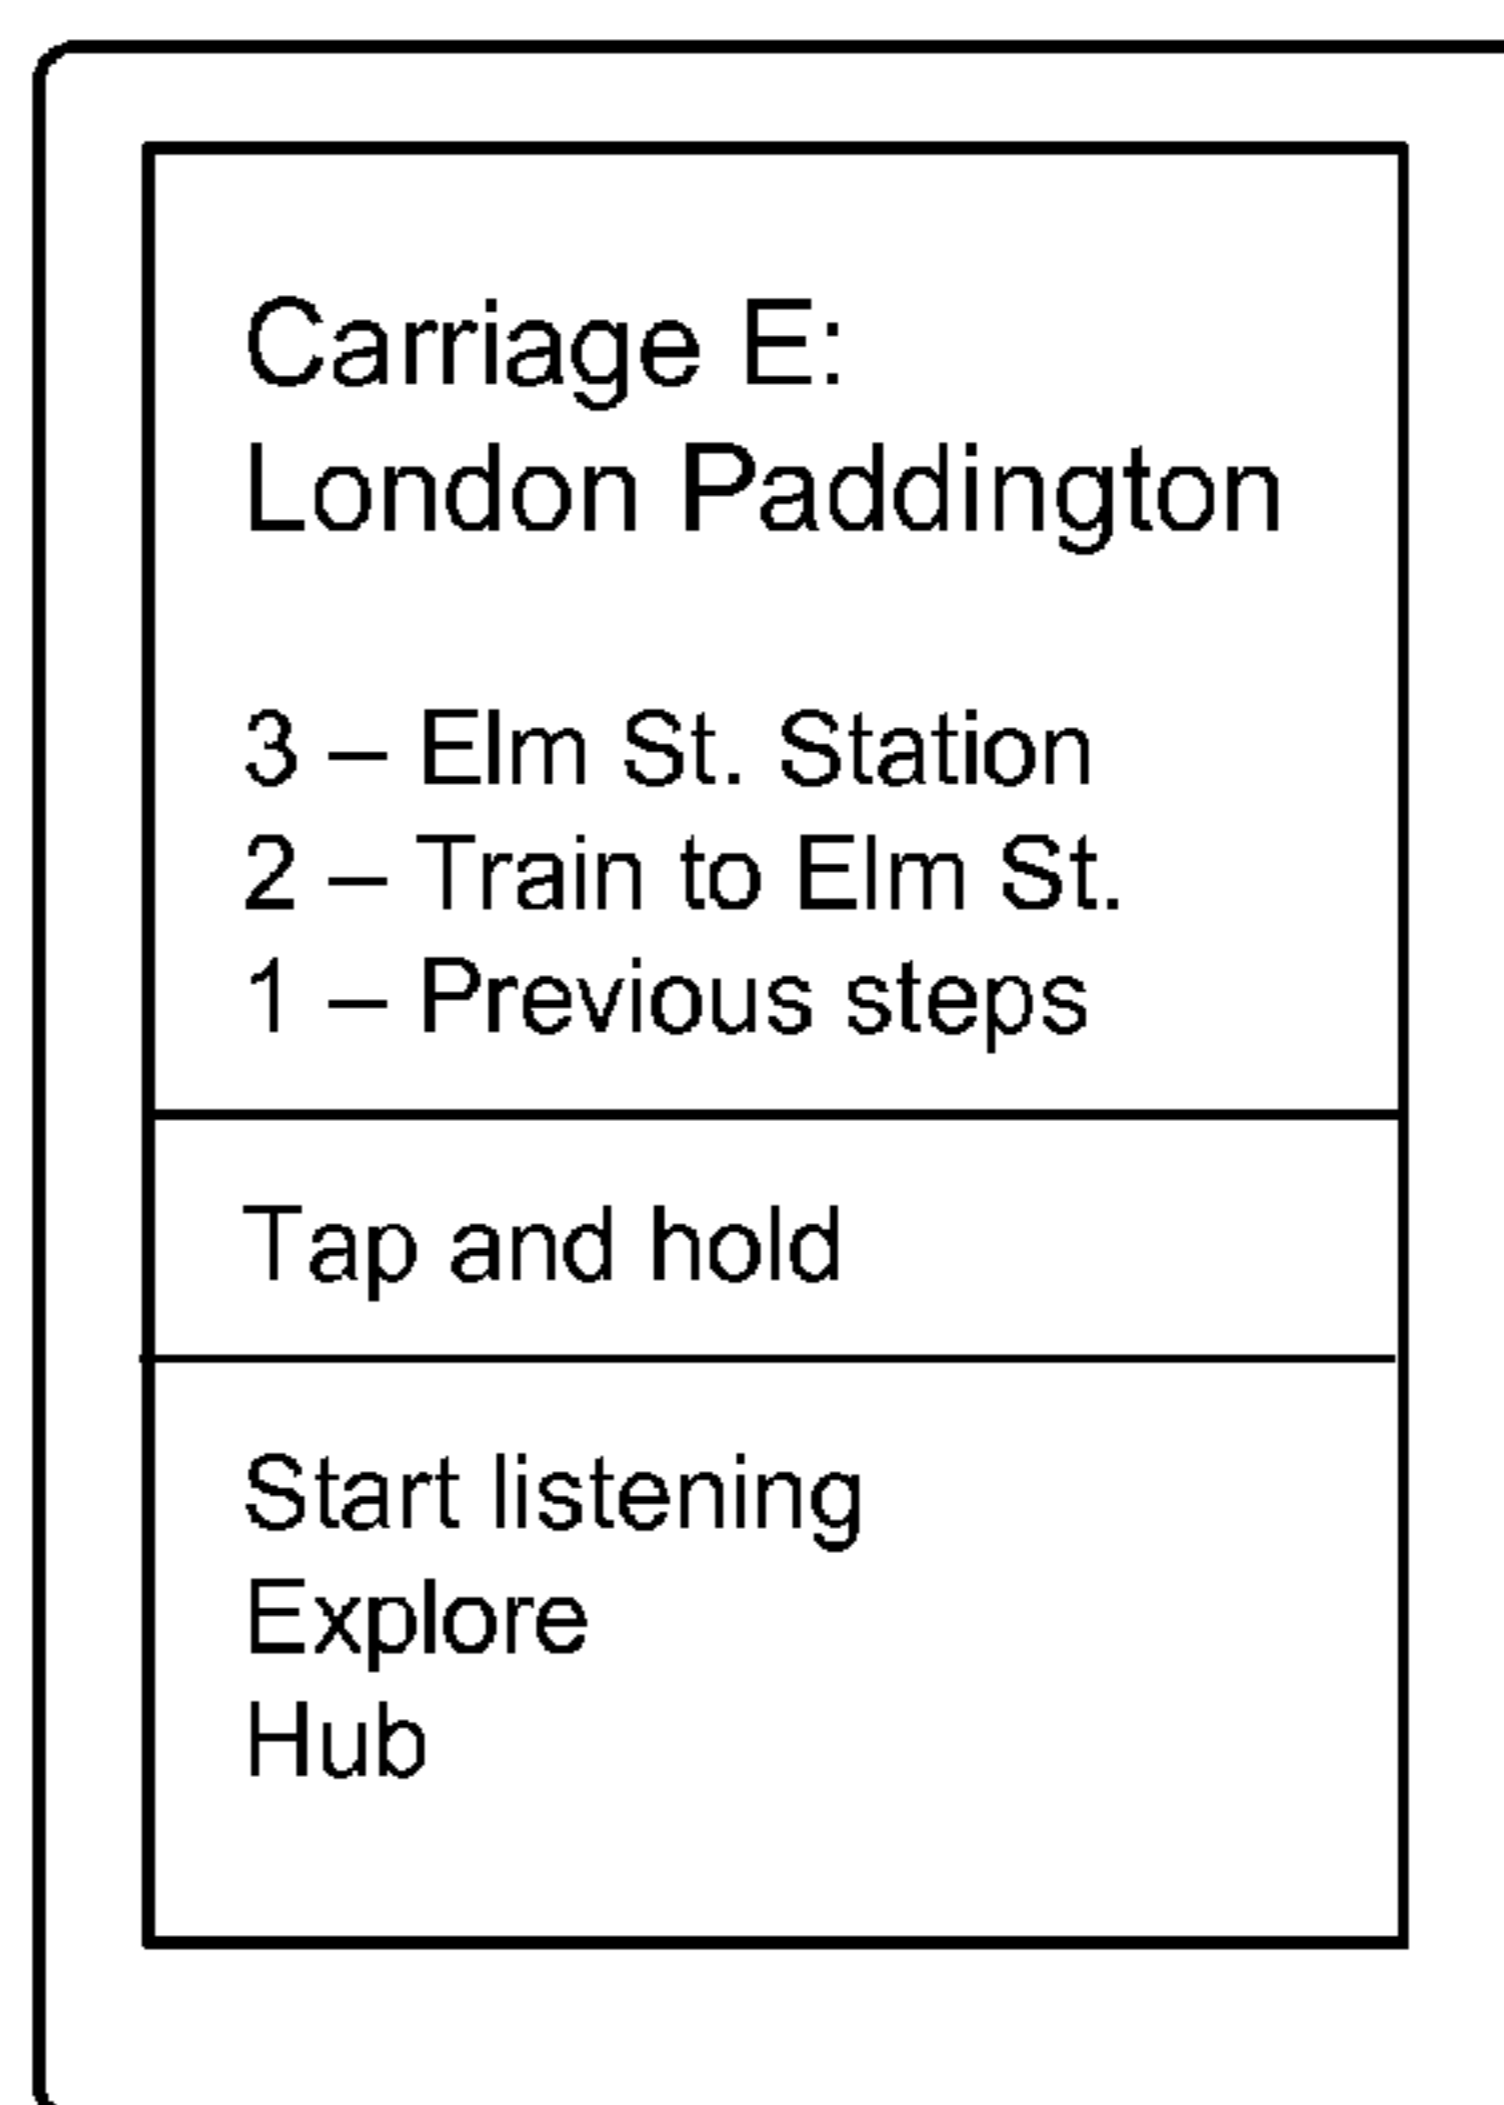 Carriage E:
London Paddington
3 – Elm St. Station
2 – Train to Elm St.
1 – Previous steps
Tap and hold
Start listening
Explore
Hub